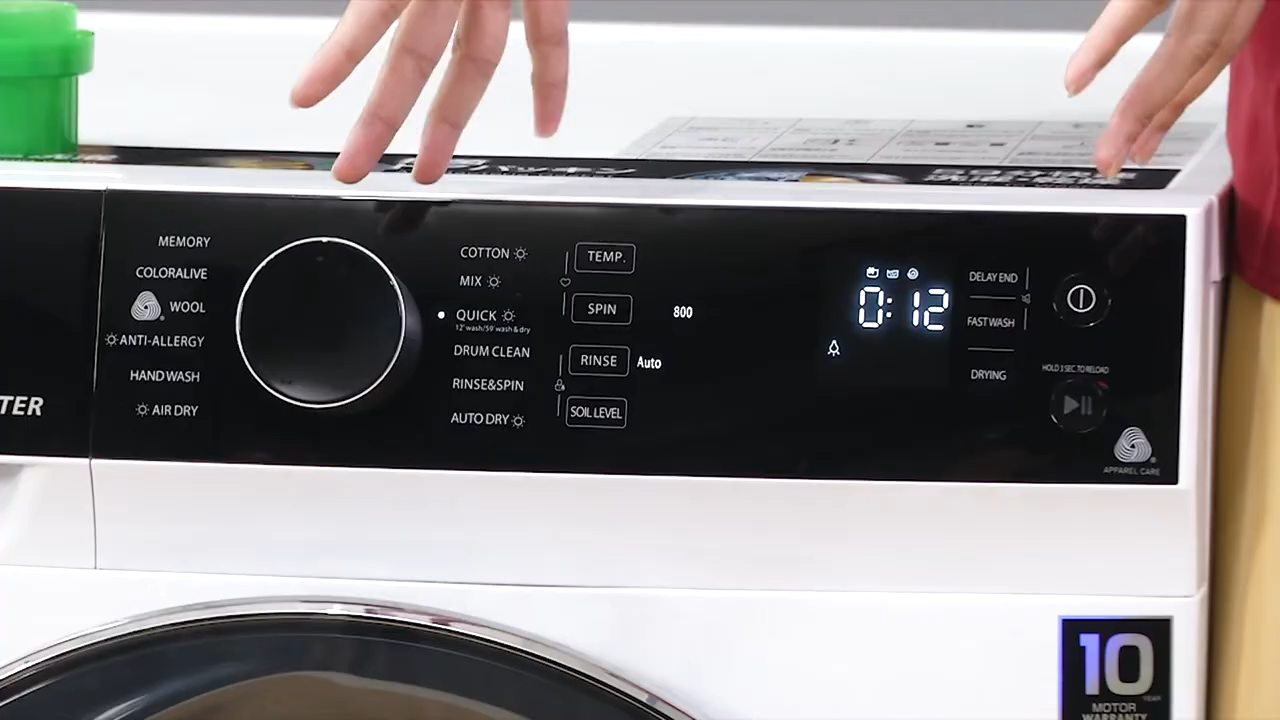 MEMORY
COLORALIVE
WOOL
ANTI-ALLERGY
HAND WASH
AIR DRY
TER
COTTON
MIX
QUICK
12' wash/59' wash & dry
DRUM CLEAN
RINSE&SPIN
AUTO DRY
TEMP.
SPIN
800
RINSE
Auto
SOIL LEVEL
0:12
DELAY END
FAST WASH
DRYING
HOLD 3 SEC. TO RELOAD
APPAREL CARE
10
YEAR
MOTOR
WARRANTY